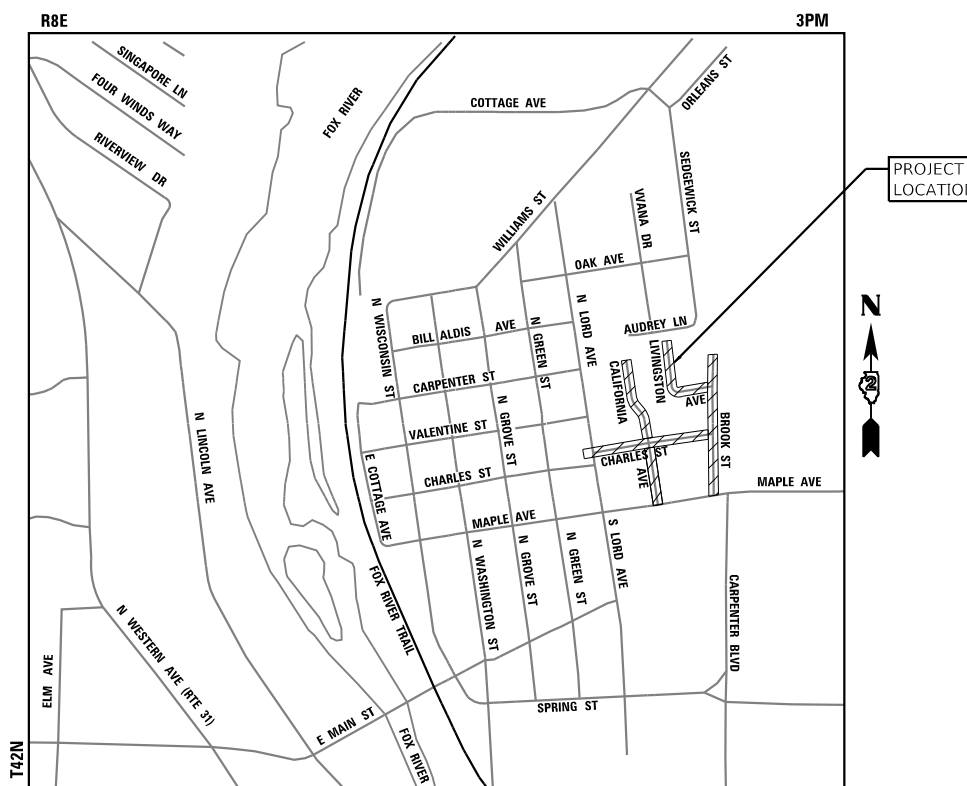 R8E
3PM
SINGAPORE LN
FOUR WINDS WAY
RIVERVIEW DR
FOX RIVER
COTTAGE AVE
ORLEANS ST
SEDGEWICK ST
PROJECT
LOCATION
WILLIAMS ST
IVANA DR
OAK AVE
N
N WISCONSIN ST
BILL ALDIS AVE
N GREEN ST
N LORD AVE
AUDREY LN
LIVINGSTON
AVE
CALIFORNIA
AVE
2
CARPENTER ST
N GROVE ST
VALENTINE ST
BROOK ST
CHARLES ST
CHARLES ST
N LINCOLN AVE
E COTTAGE AVE
MAPLE AVE
MAPLE AVE
S LORD AVE
N WASHINGTON ST
N GROVE ST
N GREEN ST
FOX RIVER TRAIL
CARPENTER BLVD
N WESTERN AVE (RTE 31)
ELM AVE
SPRING ST
E MAIN ST
FOX RIVER
T42N